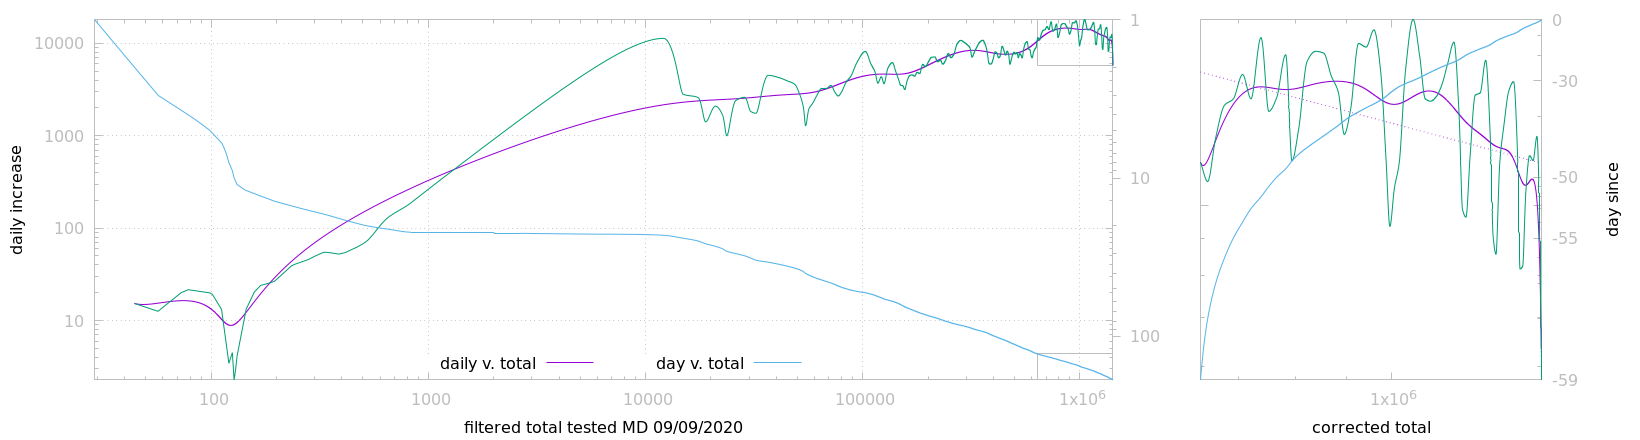 daily increase
10000
1000
100
10
100
1000
10000
100000
1x10^6
1
10
100
daily v. total
day v. total
filtered total tested MD 09/09/2020
0
-30
-50
-55
-59
day since
1x10^6
corrected total